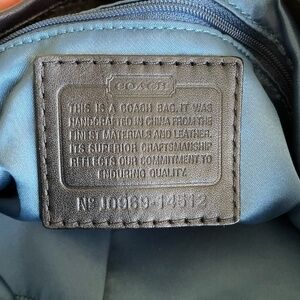 COACH
THIS IS A COACH BAG. IT WAS
HANDCRAFTED IN CHINA FROM THE
FINEST MATERIALS AND LEATHER.
ITS SUPERIOR CRAFTSMANSHIP
REFLECTS OUR COMMITMENT TO
ENDURING QUALITY.
Nº 10969-14512